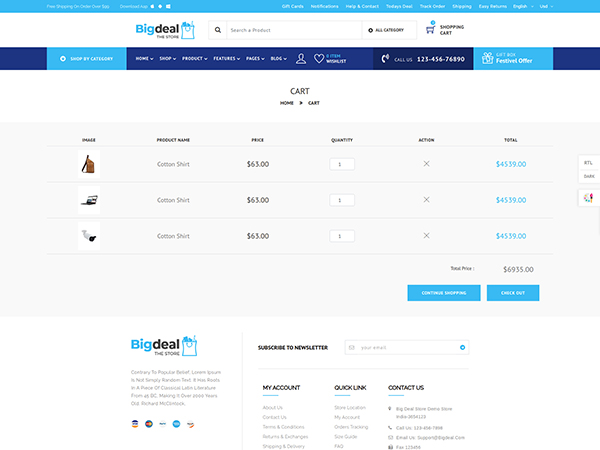 Free Shipping On Order Over $99
Download App
Gift Cards
Notifications
Help & Contact
Todays Deal
Track Order
Shipping
Easy Returns
English
Usd
Bigdeal
THE STORE
Search a Product
ALL CATEGORY
0
SHOPPING
CART
SHOP BY CATEGORY
HOME
SHOP
PRODUCT
FEATURES
PAGES
BLOG
0 ITEM
WISHLIST
CALL US 123-456-76890
GIFT BOX
Festivel Offer
CART
HOME » CART
IMAGE PRODUCT NAME PRICE QUANTITY ACTION TOTAL
Cotton Shirt $63.00 1 $4539.00
Cotton Shirt $63.00 1 $4539.00
Cotton Shirt $63.00 1 $4539.00
RTL
DARK
Total Price : $6935.00
CONTINUE SHOPPING
CHECK OUT
Bigdeal
THE STORE
Contrary To Popular Belief, Lorem Ipsum
Is Not Simply Random Text. It Has Roots
In A Piece Of Classical Latin Literature
From 45 BC, Making It Over 2000 Years
Old. Richard McClintock,
SUBSCRIBE TO NEWSLETTER
your email
MY ACCOUNT
About Us
Contact Us
Terms & Conditions
Returns & Exchanges
Shipping & Delivery
QUICK LINK
Store Location
My Account
Orders Tracking
Size Guide
FAQ
CONTACT US
Big Deal Store Demo Store
India-3654123
Call Us: 123-456-7898
Email Us: Support@Bigdeal.Com
Fax 123456